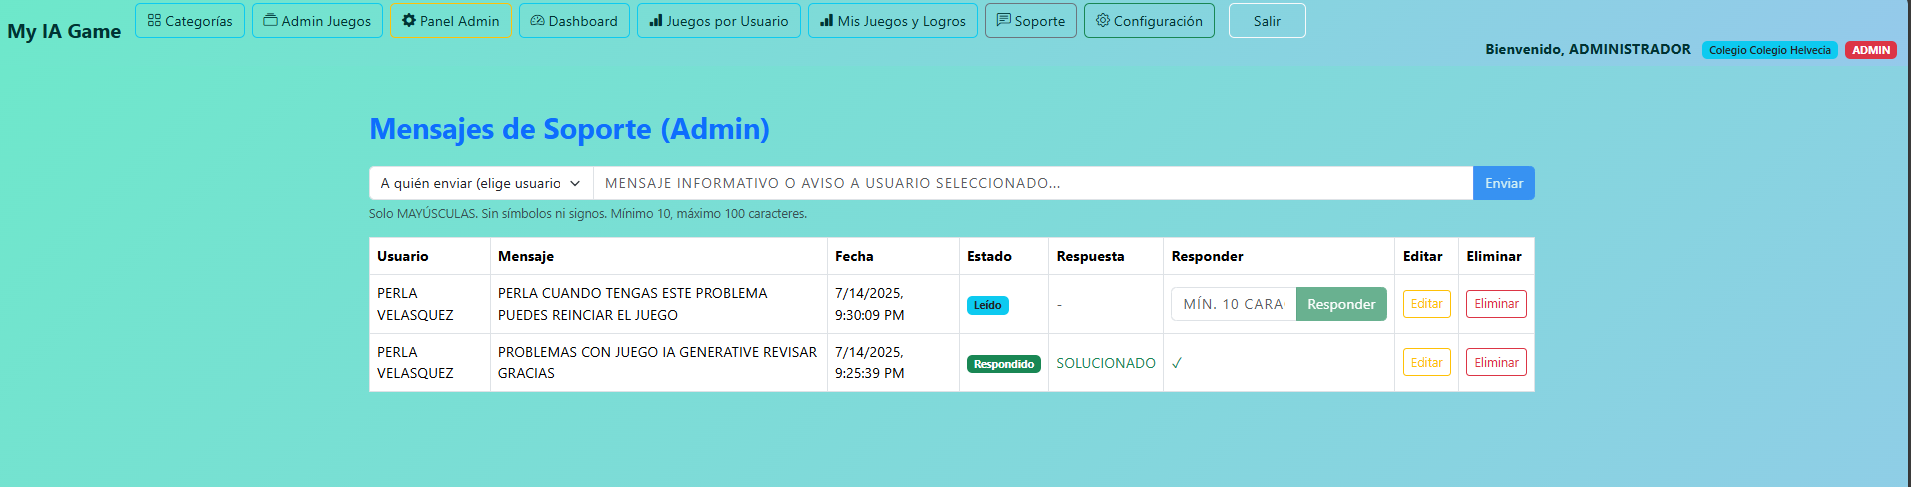 My IA Game
Categorías
Admin Juegos
Panel Admin
Dashboard
Juegos por Usuario
Mis Juegos y Logros
Soporte
Configuración
Salir
Bienvenido, ADMINISTRADOR
Colegio Colegio Helvecia
ADMIN
Mensajes de Soporte (Admin)
A quién enviar (elige usuario
MENSAJE INFORMATIVO O AVISO A USUARIO SELECCIONADO...
Enviar
Solo MAYÚSCULAS. Sin símbolos ni signos. Mínimo 10, máximo 100 caracteres.
Usuario Mensaje Fecha Estado Respuesta Responder Editar Eliminar
PERLA
VELASQUEZ
PERLA CUANDO TENGAS ESTE PROBLEMA
PUEDES REINCIAR EL JUEGO
7/14/2025,
9:30:09 PM
Leído
-
MÍN. 10 CARA
Responder
Editar
Eliminar
PERLA
VELASQUEZ
PROBLEMAS CON JUEGO IA GENERATIVE REVISAR
GRACIAS
7/14/2025,
9:25:39 PM
Respondido
SOLUCIONADO
✓
Editar
Eliminar